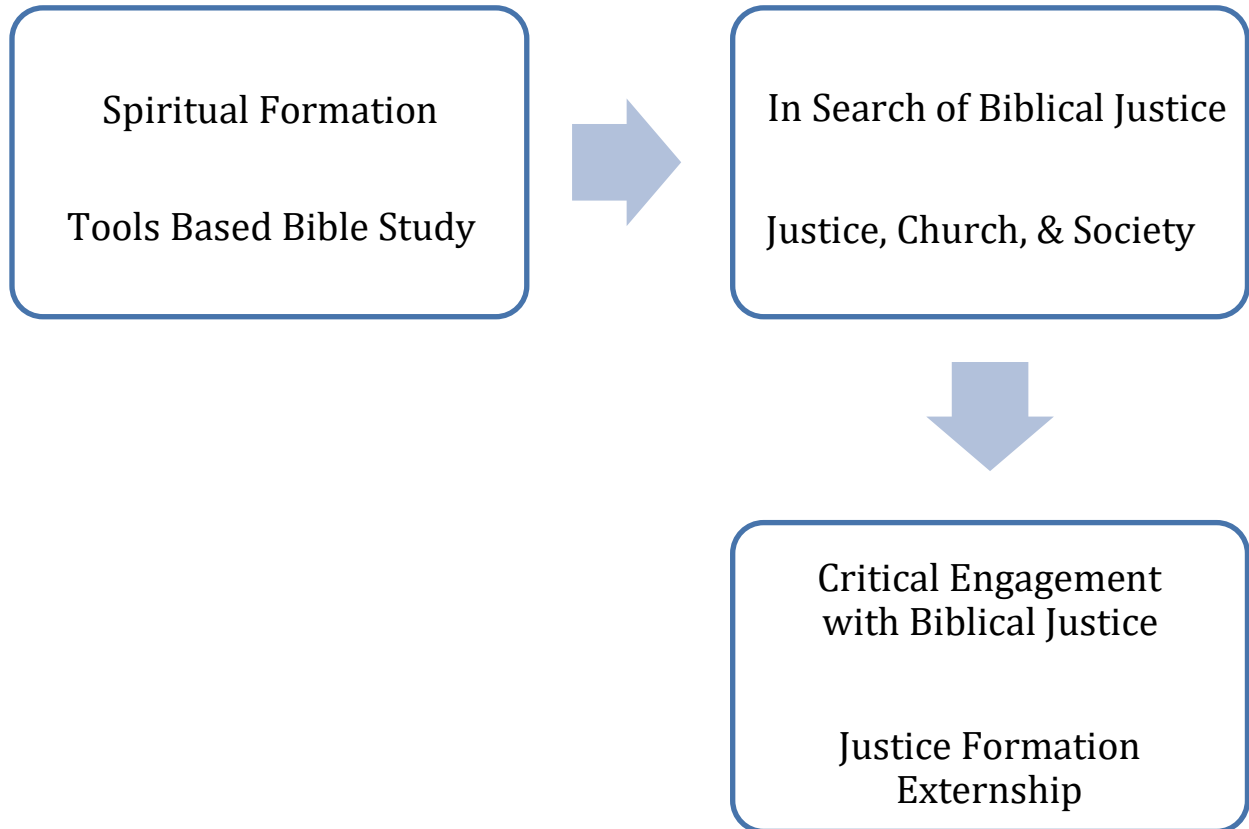 Spiritual Formation
Tools Based Bible Study
In Search of Biblical Justice
Justice, Church, & Society
Critical Engagement
with Biblical Justice
Justice Formation
Externship